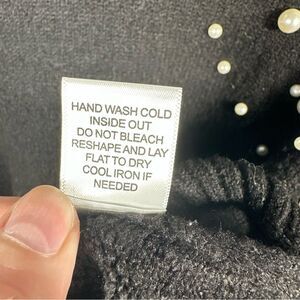 HAND WASH COLD
INSIDE OUT
DO NOT BLEACH
RESHAPE AND LAY
FLAT TO DRY
COOL IRON IF
NEEDED